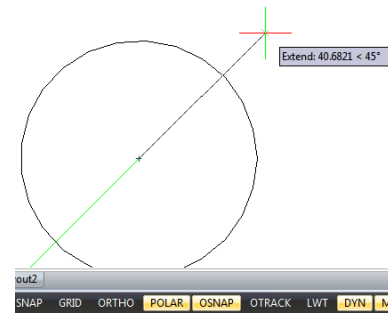 Extend: 40.6821 < 45°
out2
SNAP GRID ORTHO POLAR OSNAP OTRACK LWT DYN M